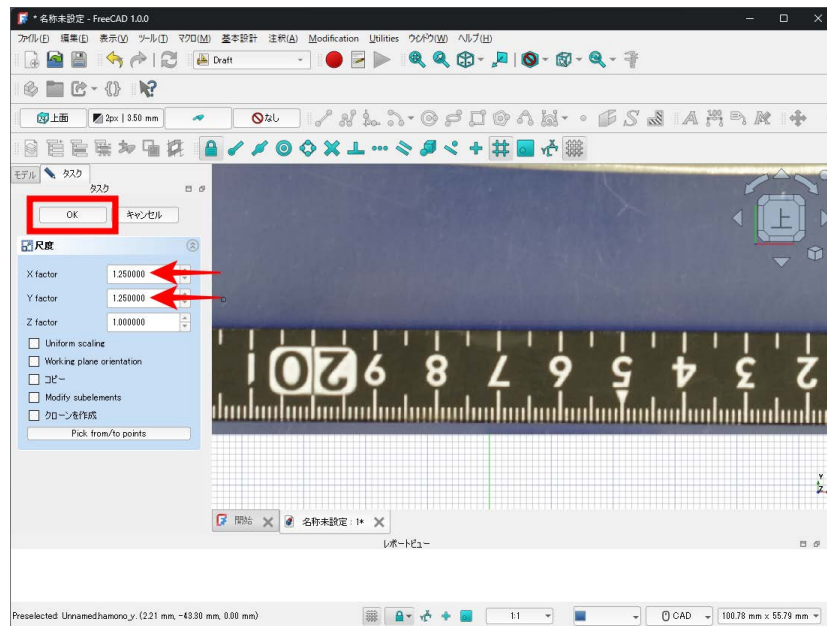 * 名称未設定 - FreeCAD 1.0.0
ファイル(F) 編集(E) 表示(V) ツール(T) マクロ(M) 基本設計 注釈(A) Modification Utilities ウィンドウ(W) ヘルプ(H)
Draft
上面 2px | 3.50 mm なし
モデル タスク
タスク
OK キャンセル
尺度
X factor 1.250000
Y factor 1.250000
Z factor 1.000000
Uniform scaling
Working plane orientation
コピー
Modify subelements
クローンを作成
Pick from/to points
上
1 0 2 9 8 7 6 5 4 3 2
Y
Z
開始 名称未設定 : 1*
レポートビュー
Preselected: Unnamed.hamono_y. (2.21 mm, -43.30 mm, 0.00 mm) 1:1 CAD 100.78 mm x 55.79 mm